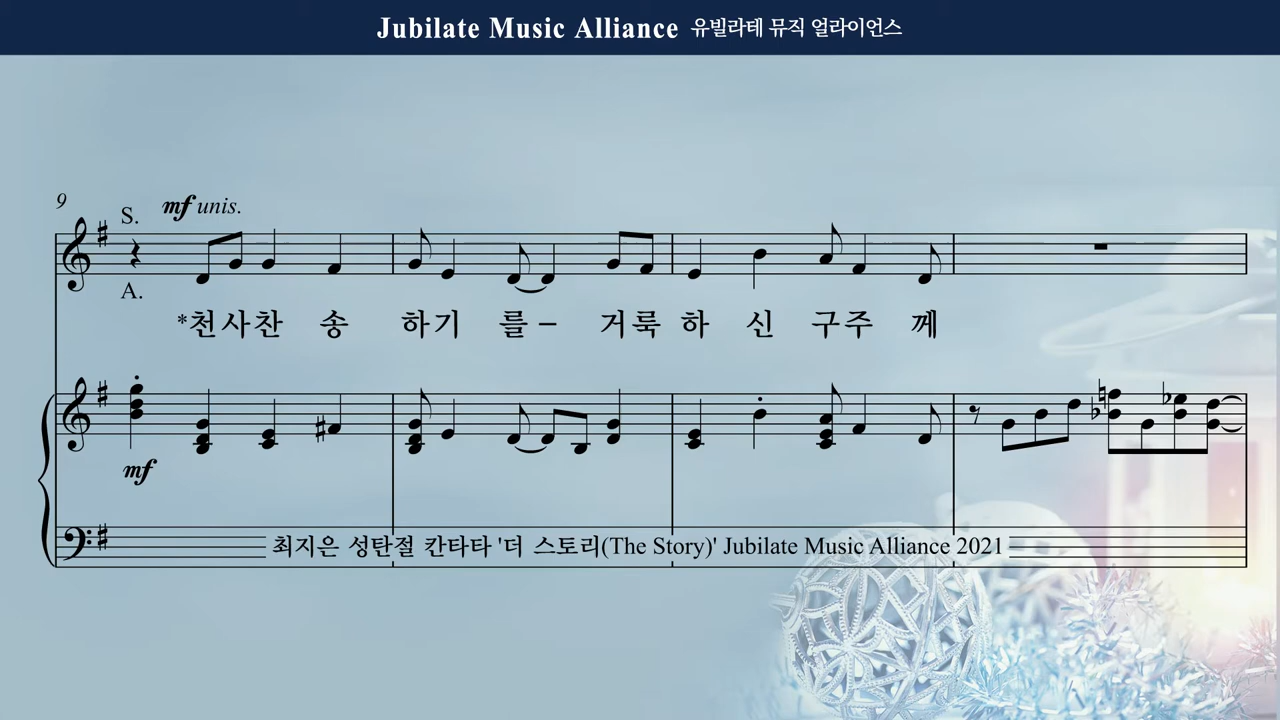 Jubilate Music Alliance 유빌라테 뮤직 얼라이언스
9
S.
mf unis.
A.
*천사찬 송 하기 를– 거룩 하 신 구주 께
mf
최지은 성탄절 칸타타 '더 스토리(The Story)' Jubilate Music Alliance 2021